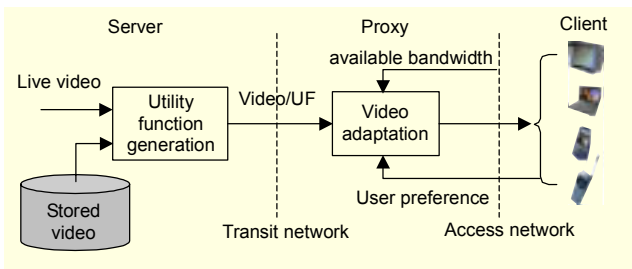 Server
Proxy
Client
available bandwidth
Live video
Video/UF
Utility
function
generation
Video
adaptation
User preference
Stored
video
Transit network
Access network